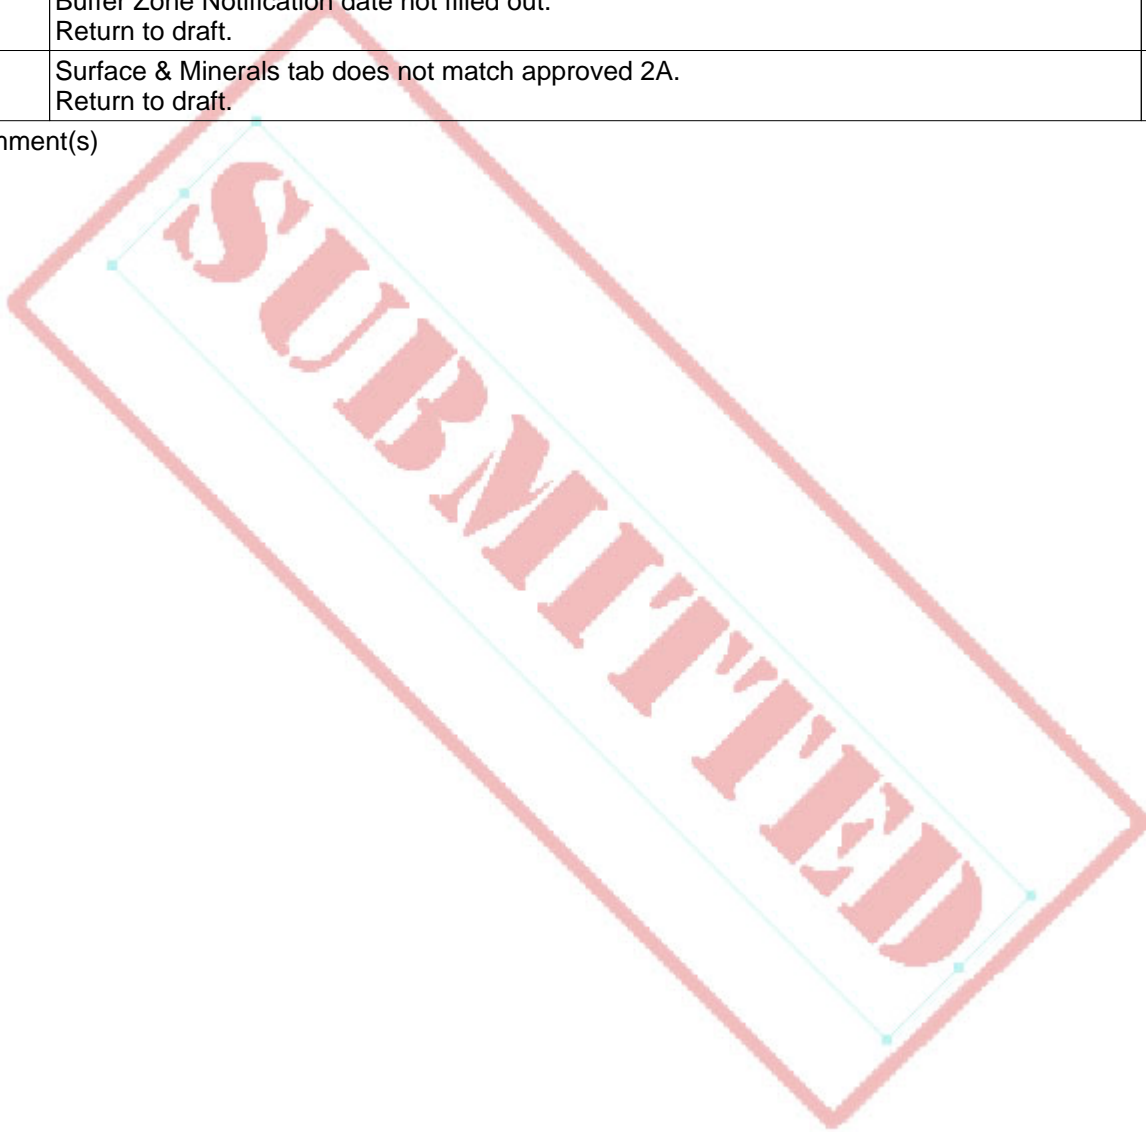 Buffer Zone Notification date not filled out.
Return to draft.
Surface & Minerals tab does not match approved 2A.
Return to draft.
mment(s)
SUBMITTED